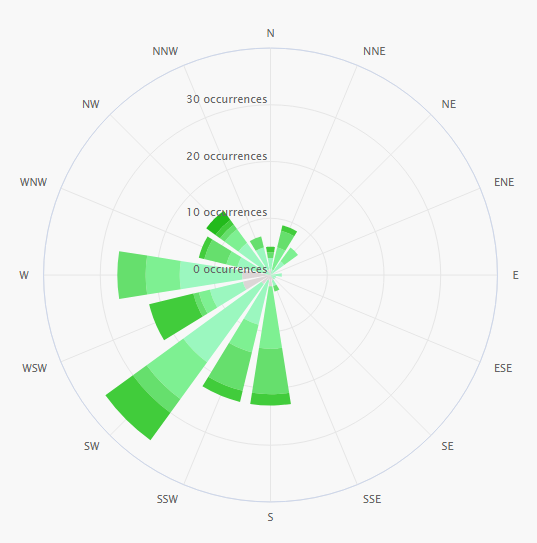 N
NNW
NNE
30 occurrences
NW
NE
20 occurrences
WNW
ENE
10 occurrences
0 occurrences
W
E
WSW
ESE
SW
SE
SSW
SSE
S